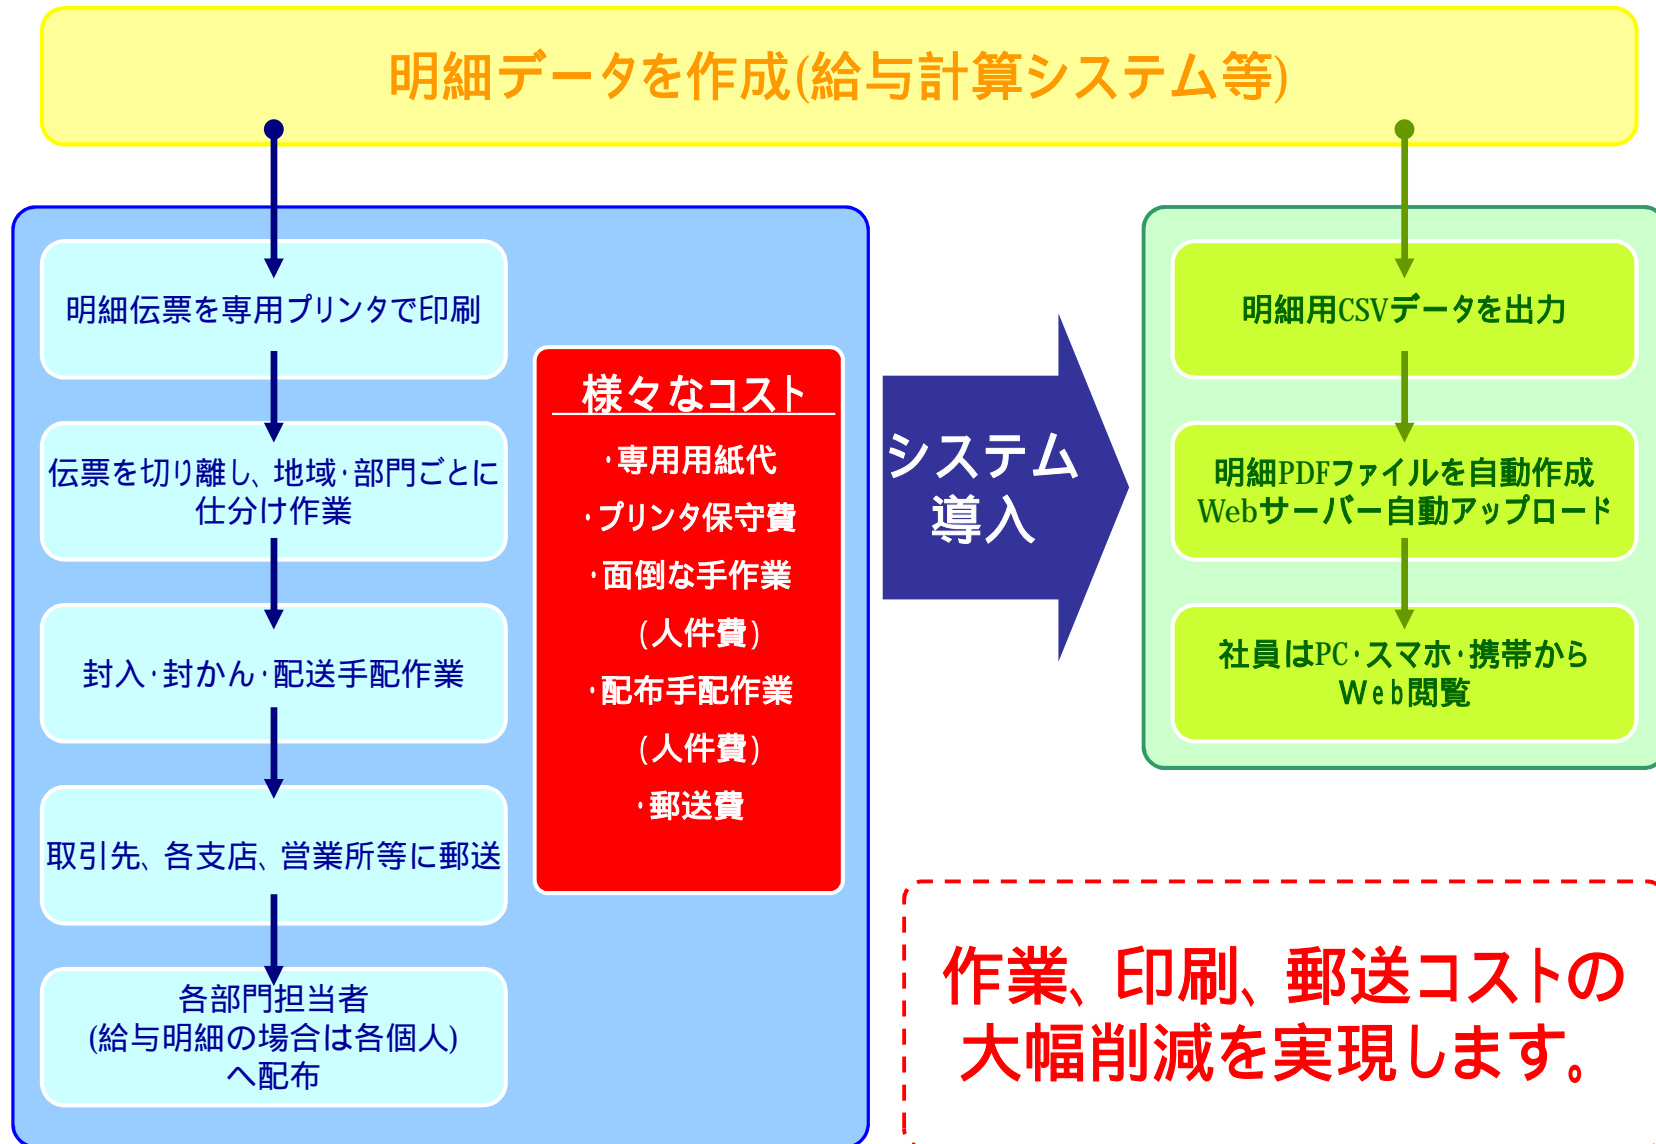 明細データを作成(給与計算システム等)
明細伝票を専用プリンタで印刷
伝票を切り離し、地域・部門ごとに
仕分け作業
封入・封かん・配送手配作業
取引先、各支店、営業所等に郵送
各部門担当者
(給与明細の場合は各個人)
へ配布
様々なコスト
・専用用紙代
・プリンタ保守費
・面倒な手作業
(人件費)
・配布手配作業
(人件費)
・郵送費
システム
導入
明細用CSVデータを出力
明細PDFファイルを自動作成
Webサーバー自動アップロード
社員はPC・スマホ・携帯から
Web閲覧
作業、印刷、郵送コストの
大幅削減を実現します。